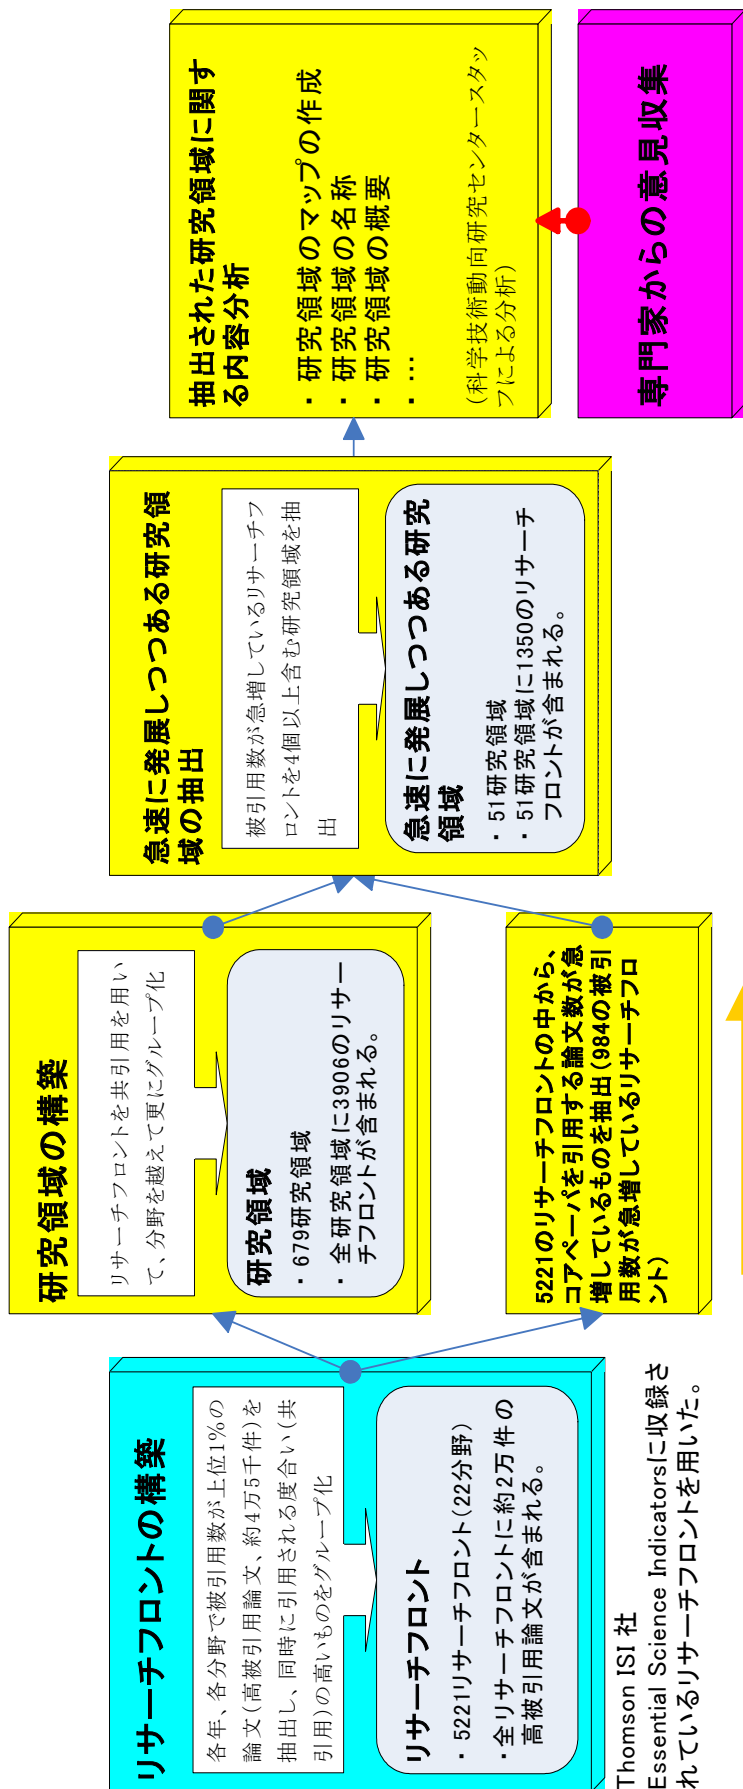 リサーチフロントの構築
各年、各分野で被引用数が上位1%の
論文(高被引用論文、約4万5千件)を
抽出し、同時に引用される度合い(共
引用)の高いものをグループ化
リサーチフロント
・5221リサーチフロント(22分野)
・全リサーチフロントに約2万件の
高被引用論文が含まれる。
Thomson ISI 社
Essential Science Indicatorsに収録さ
れているリサーチフロントを用いた。
研究領域の構築
リサーチフロントを共引用を用い
て、分野を越えて更にグループ化
研究領域
・679研究領域
・全研究領域に3906のリサー
チフロントが含まれる。
5221のリサーチフロントの中から、
コアペーパを引用する論文数が急
増しているものを抽出(984の被引
用数が急増しているリサーチフロ
ント)
急速に発展しつつある研究領
域の抽出
被引用数が急増しているリサーチフ
ロントを4個以上含む研究領域を抽
出
急速に発展しつつある研究
領域
・51研究領域
・51研究領域に1350のリサーチ
フロントが含まれる。
抽出された研究領域に関す
る内容分析
・研究領域のマップの作成
・研究領域の名称
・研究領域の概要
・…
(科学技術動向研究センタースタッ
フによる分析)
専門家からの意見収集